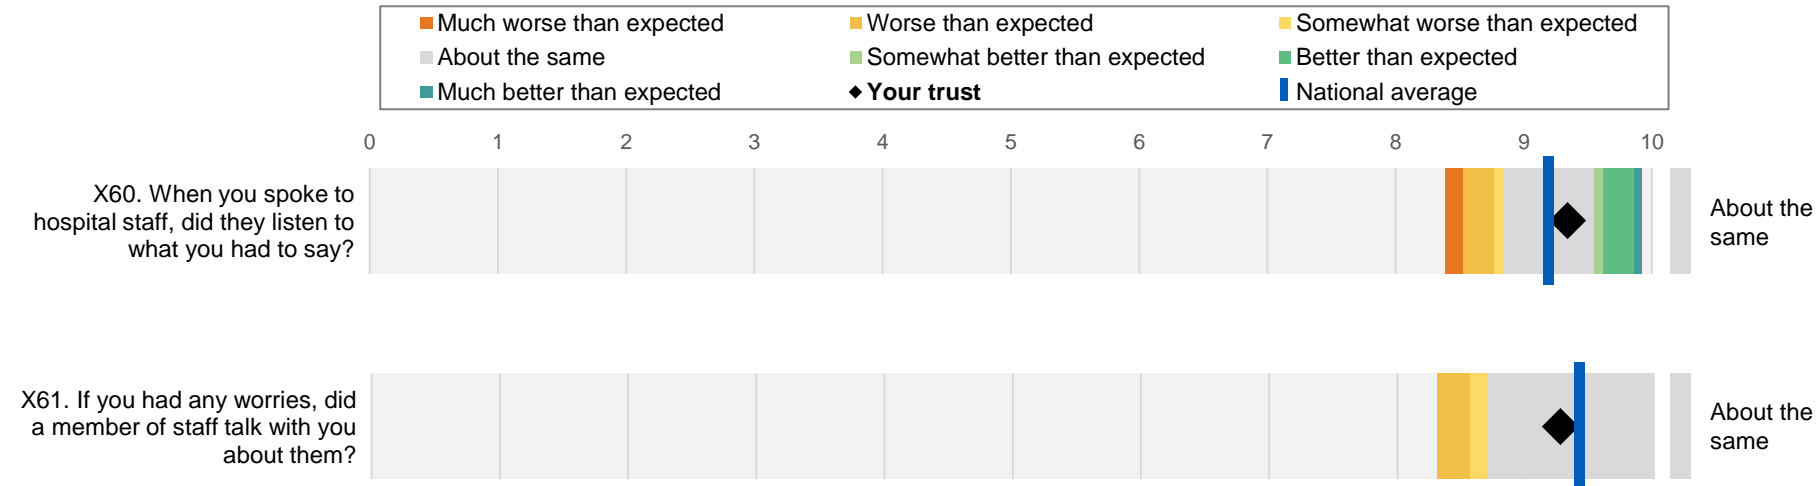 Much worse than expected
Worse than expected
Somewhat worse than expected
About the same
Somewhat better than expected
Better than expected
Much better than expected
Your trust
National average
0 1 2 3 4 5 6 7 8 9 10
X60. When you spoke to
hospital staff, did they listen to
what you had to say?
About the
same
X61. If you had any worries, did
a member of staff talk with you
about them?
About the
same